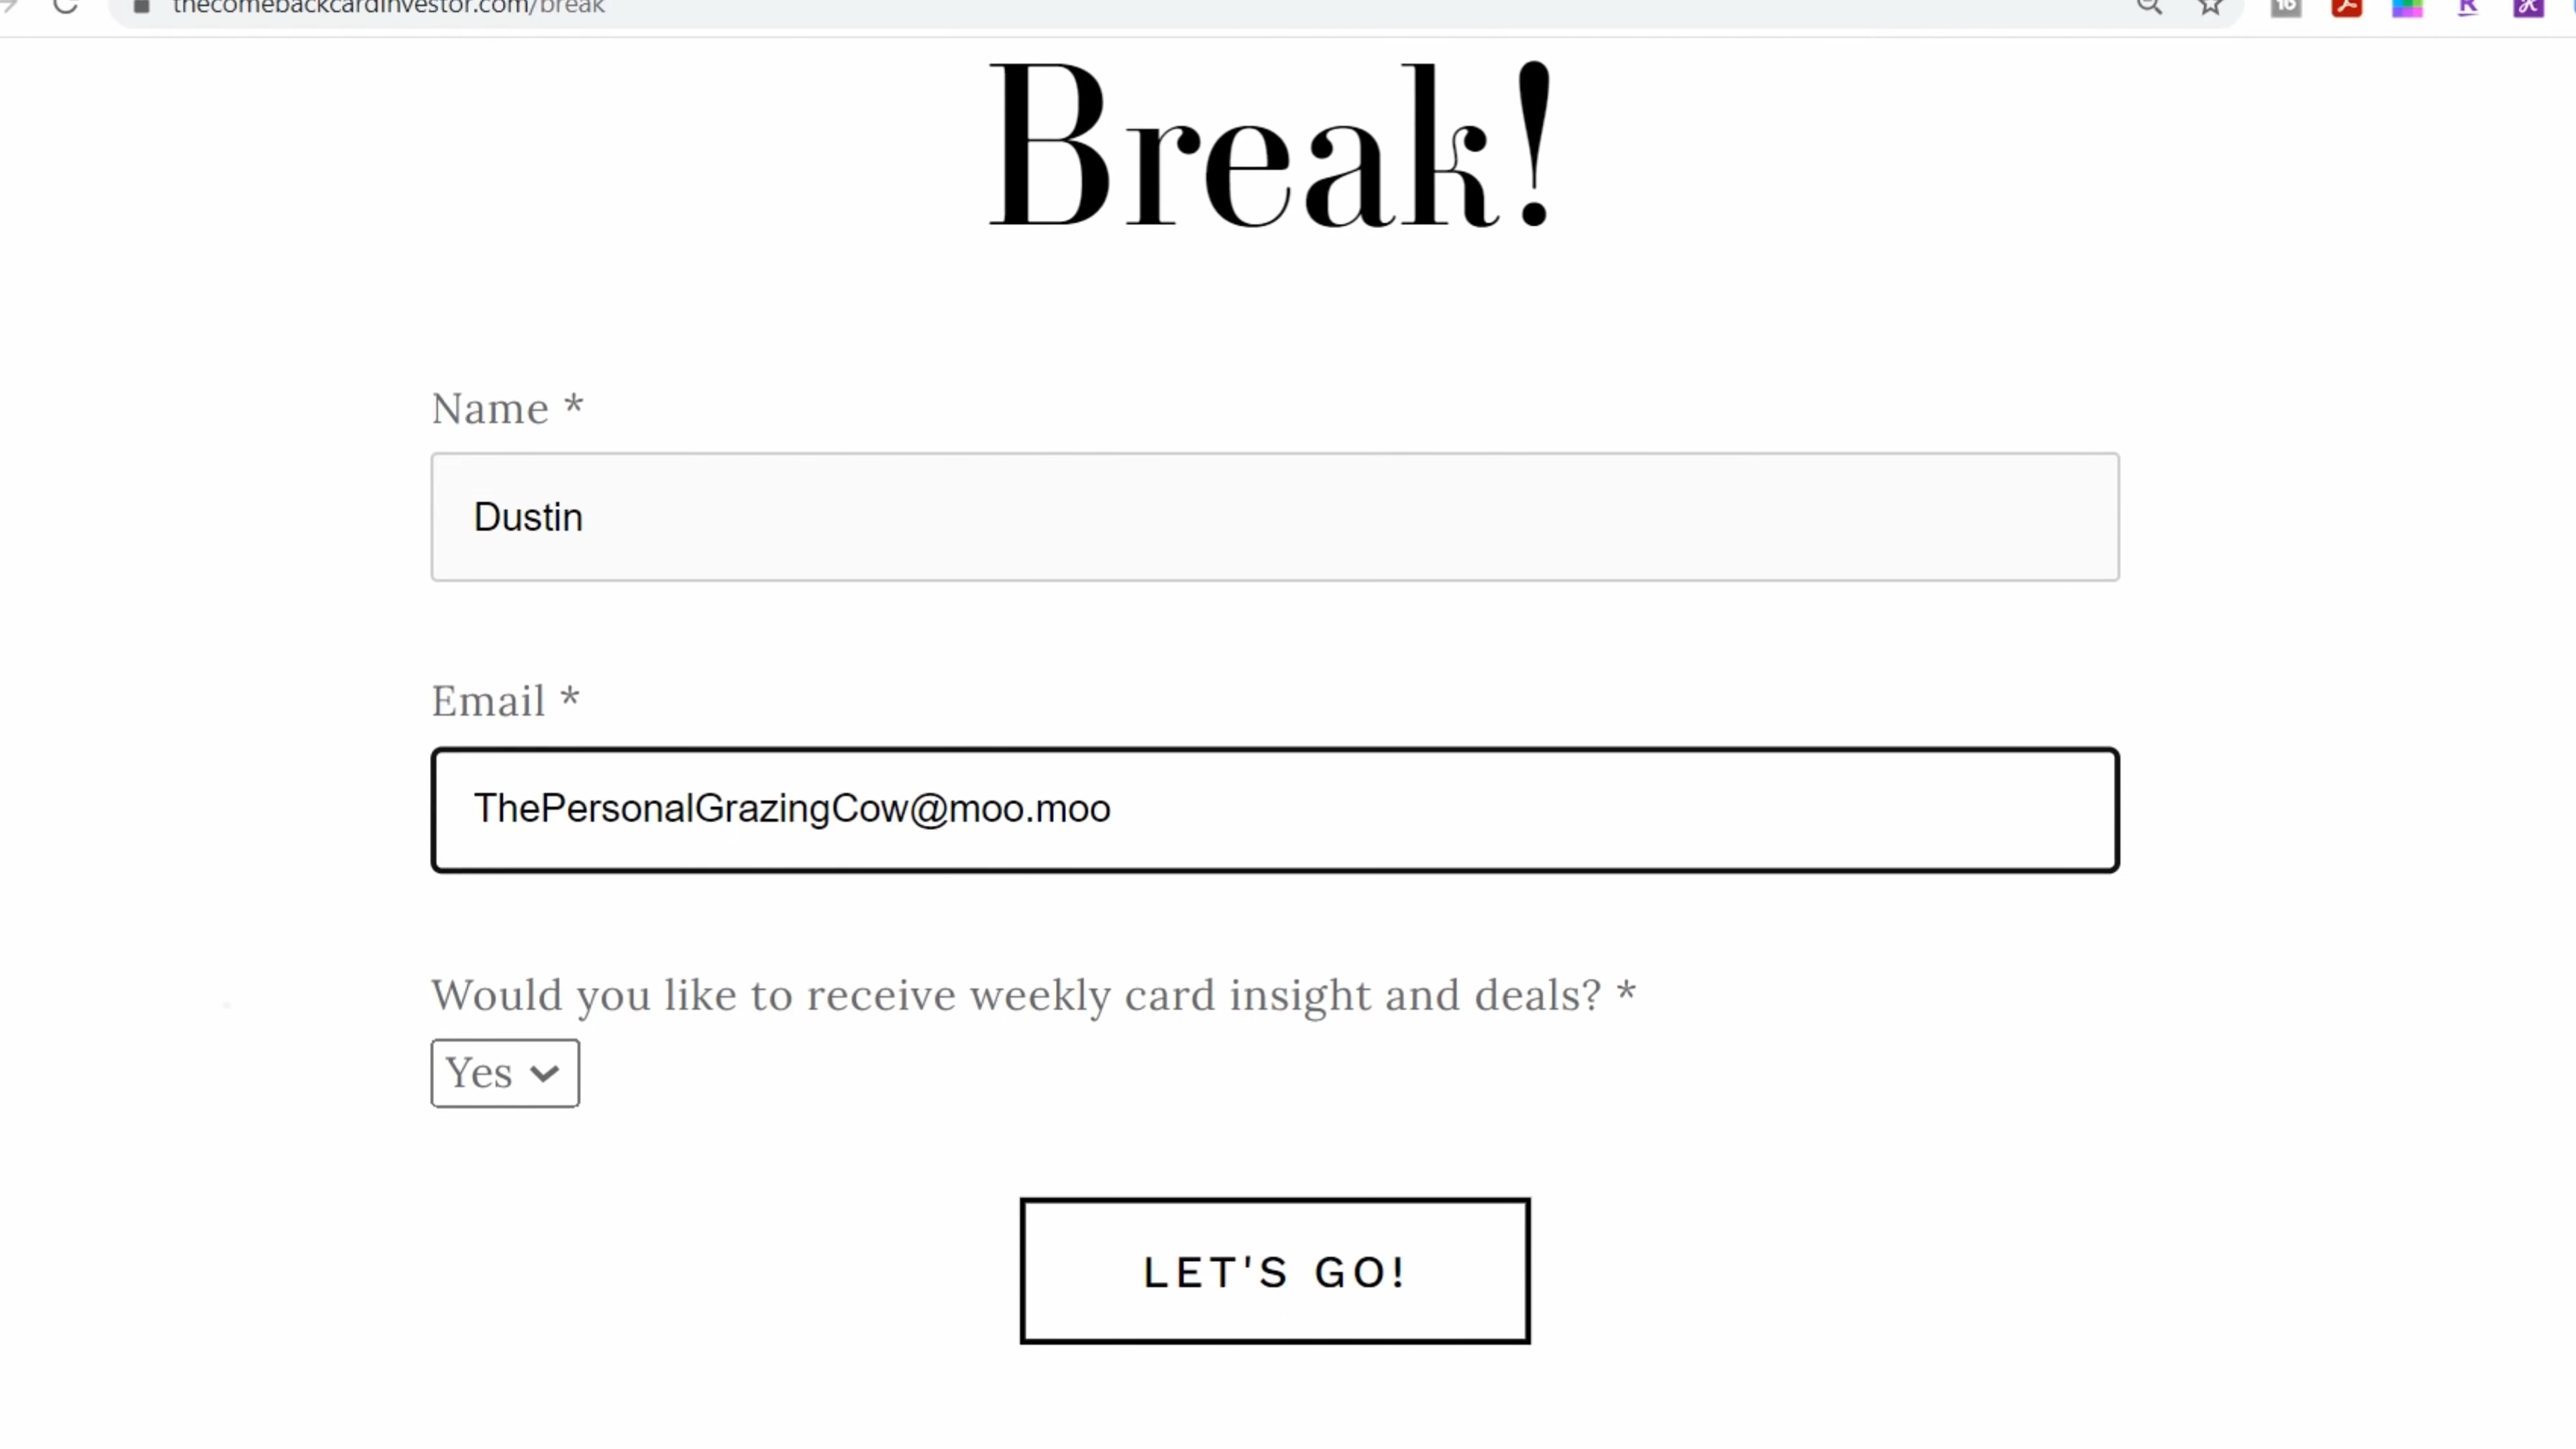 thecomebackcardinvestor.com/break
Break!
Name *
Dustin
Email *
ThePersonalGrazingCow@moo.moo
Would you like to receive weekly card insight and deals? *
Yes
LET'S GO!